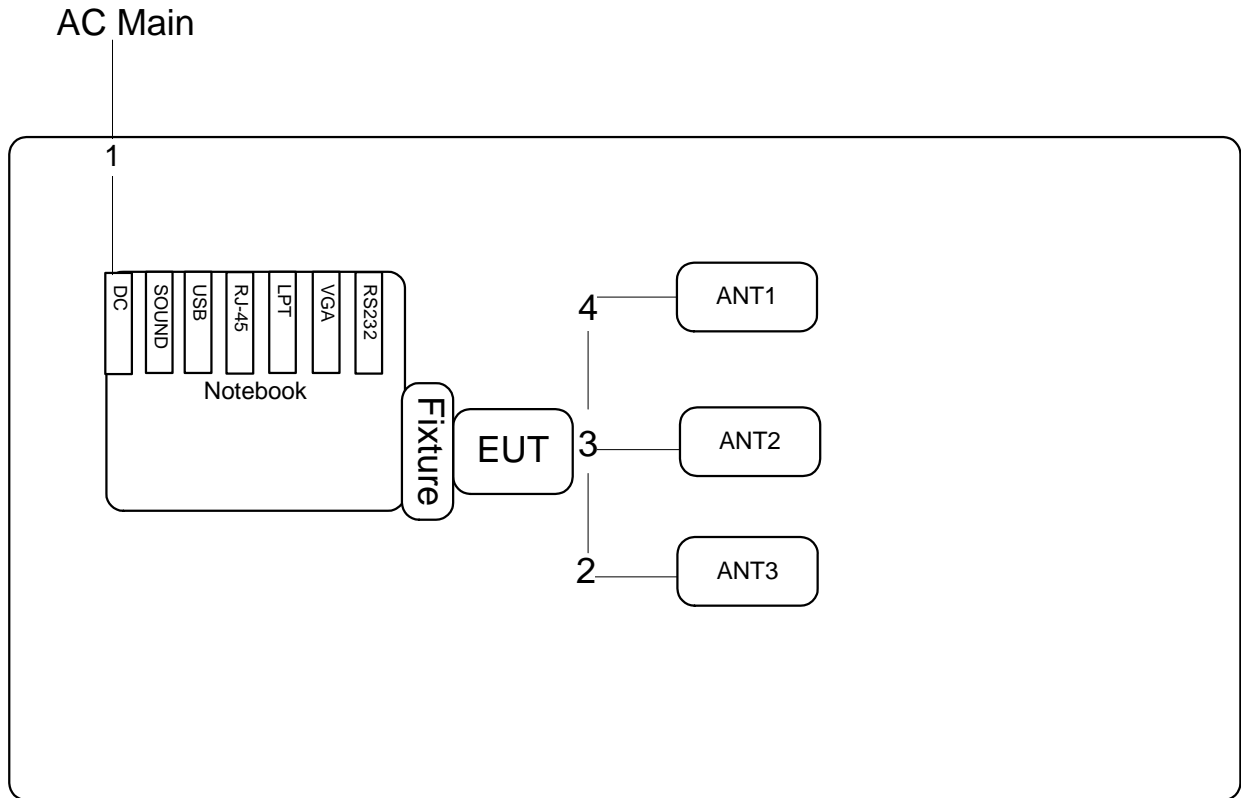 AC Main
1
DC
SOUND
USB
RJ-45
LPT
VGA
RS232
Notebook
Fixture
EUT
4
ANT1
3
ANT2
2
ANT3